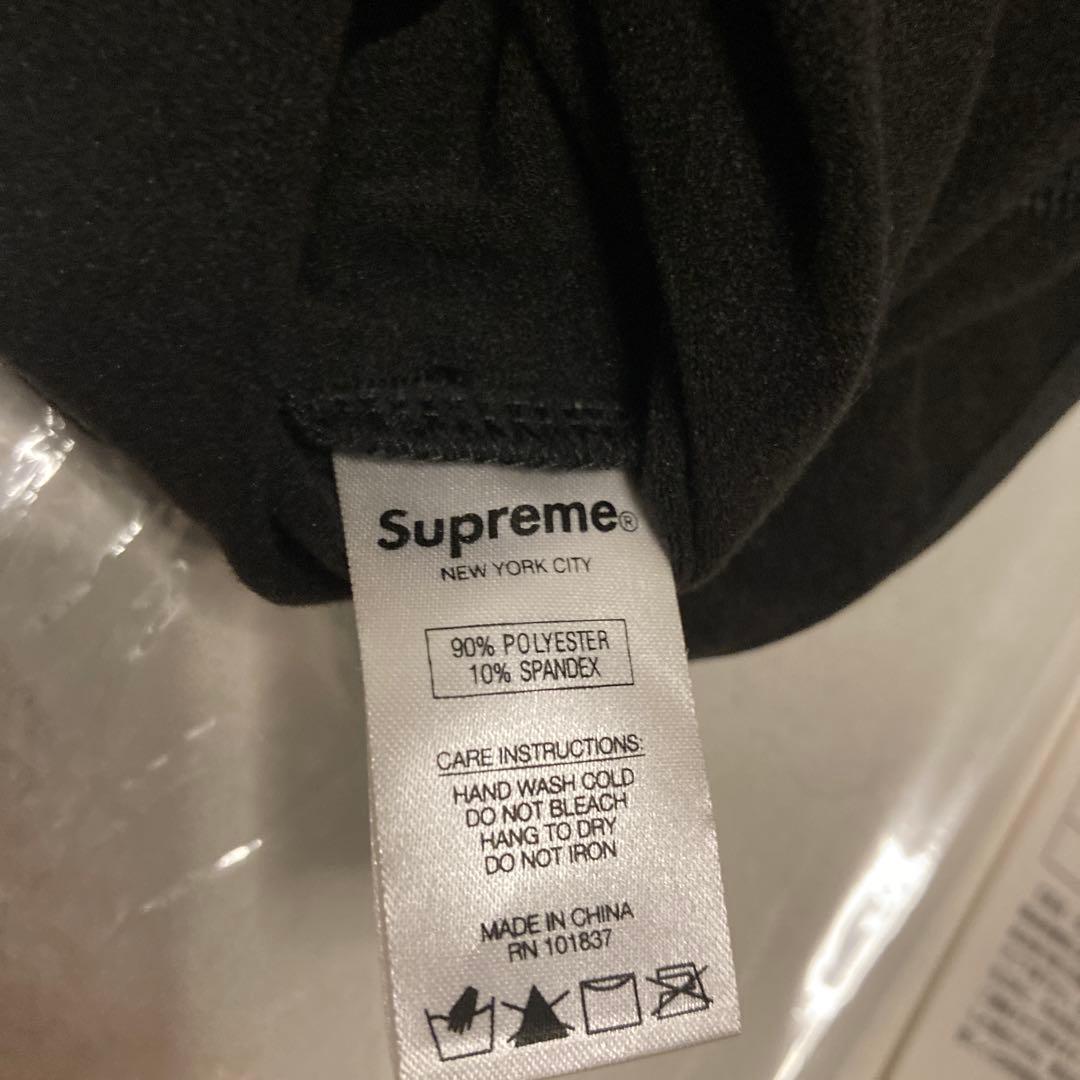 Supreme®
NEW YORK CITY
90% POLYESTER
10% SPANDEX
CARE INSTRUCTIONS:
HAND WASH COLD
DO NOT BLEACH
HANG TO DRY
DO NOT IRON
MADE IN CHINA
RN 101837